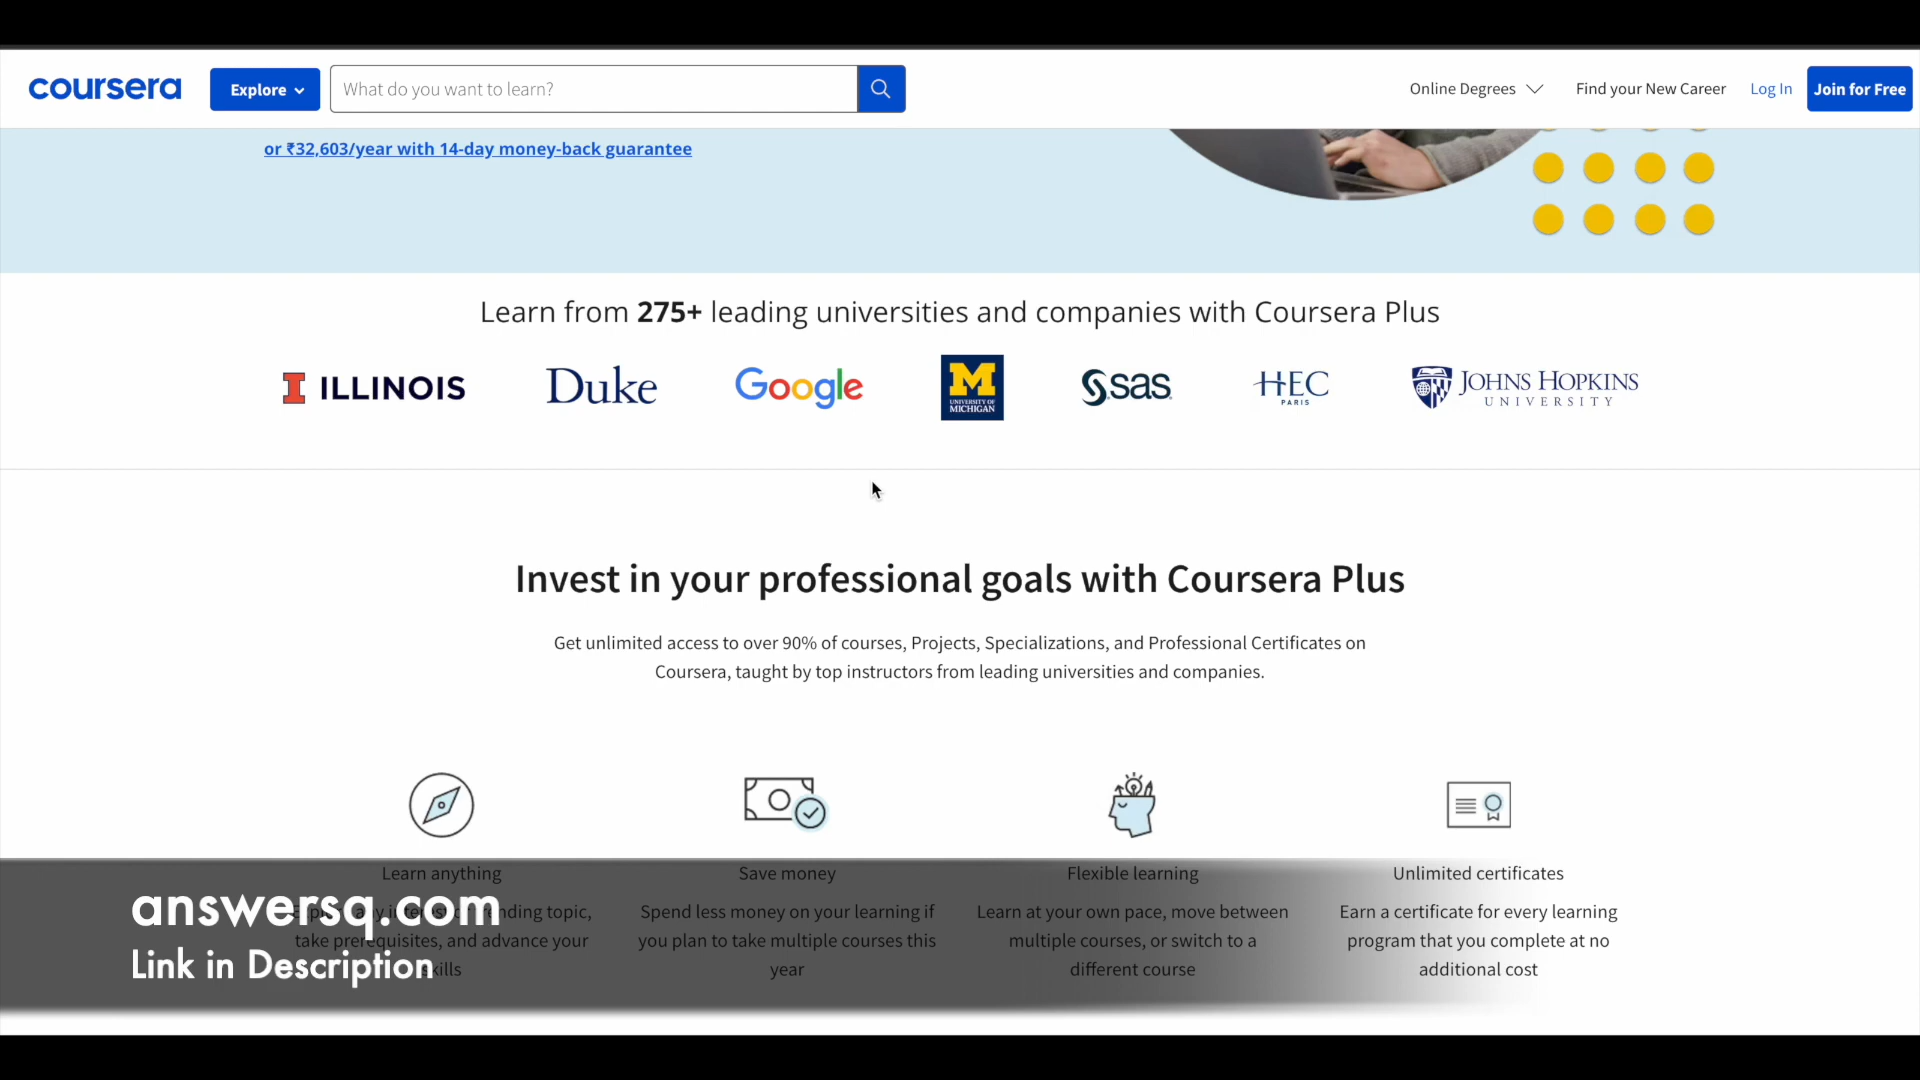 coursera
Explore
What do you want to learn?
Online Degrees
Find your New Career
Log In
Join for Free
or ₹32,603/year with 14-day money-back guarantee
Learn from 275+ leading universities and companies with Coursera Plus
I ILLINOIS
Duke
Google
M
UNIVERSITY OF
MICHIGAN
sas
HEC
PARIS
JOHNS HOPKINS
UNIVERSITY
Invest in your professional goals with Coursera Plus
Get unlimited access to over 90% of courses, Projects, Specializations, and Professional Certificates on
Coursera, taught by top instructors from leading universities and companies.
Learn anything
take prerequisites, and advance your
skills
Save money
Spend less money on your learning if
you plan to take multiple courses this
year
Flexible learning
Learn at your own pace, move between
multiple courses, or switch to a
different course
Unlimited certificates
Earn a certificate for every learning
program that you complete at no
additional cost
answersq.com
Link in Description